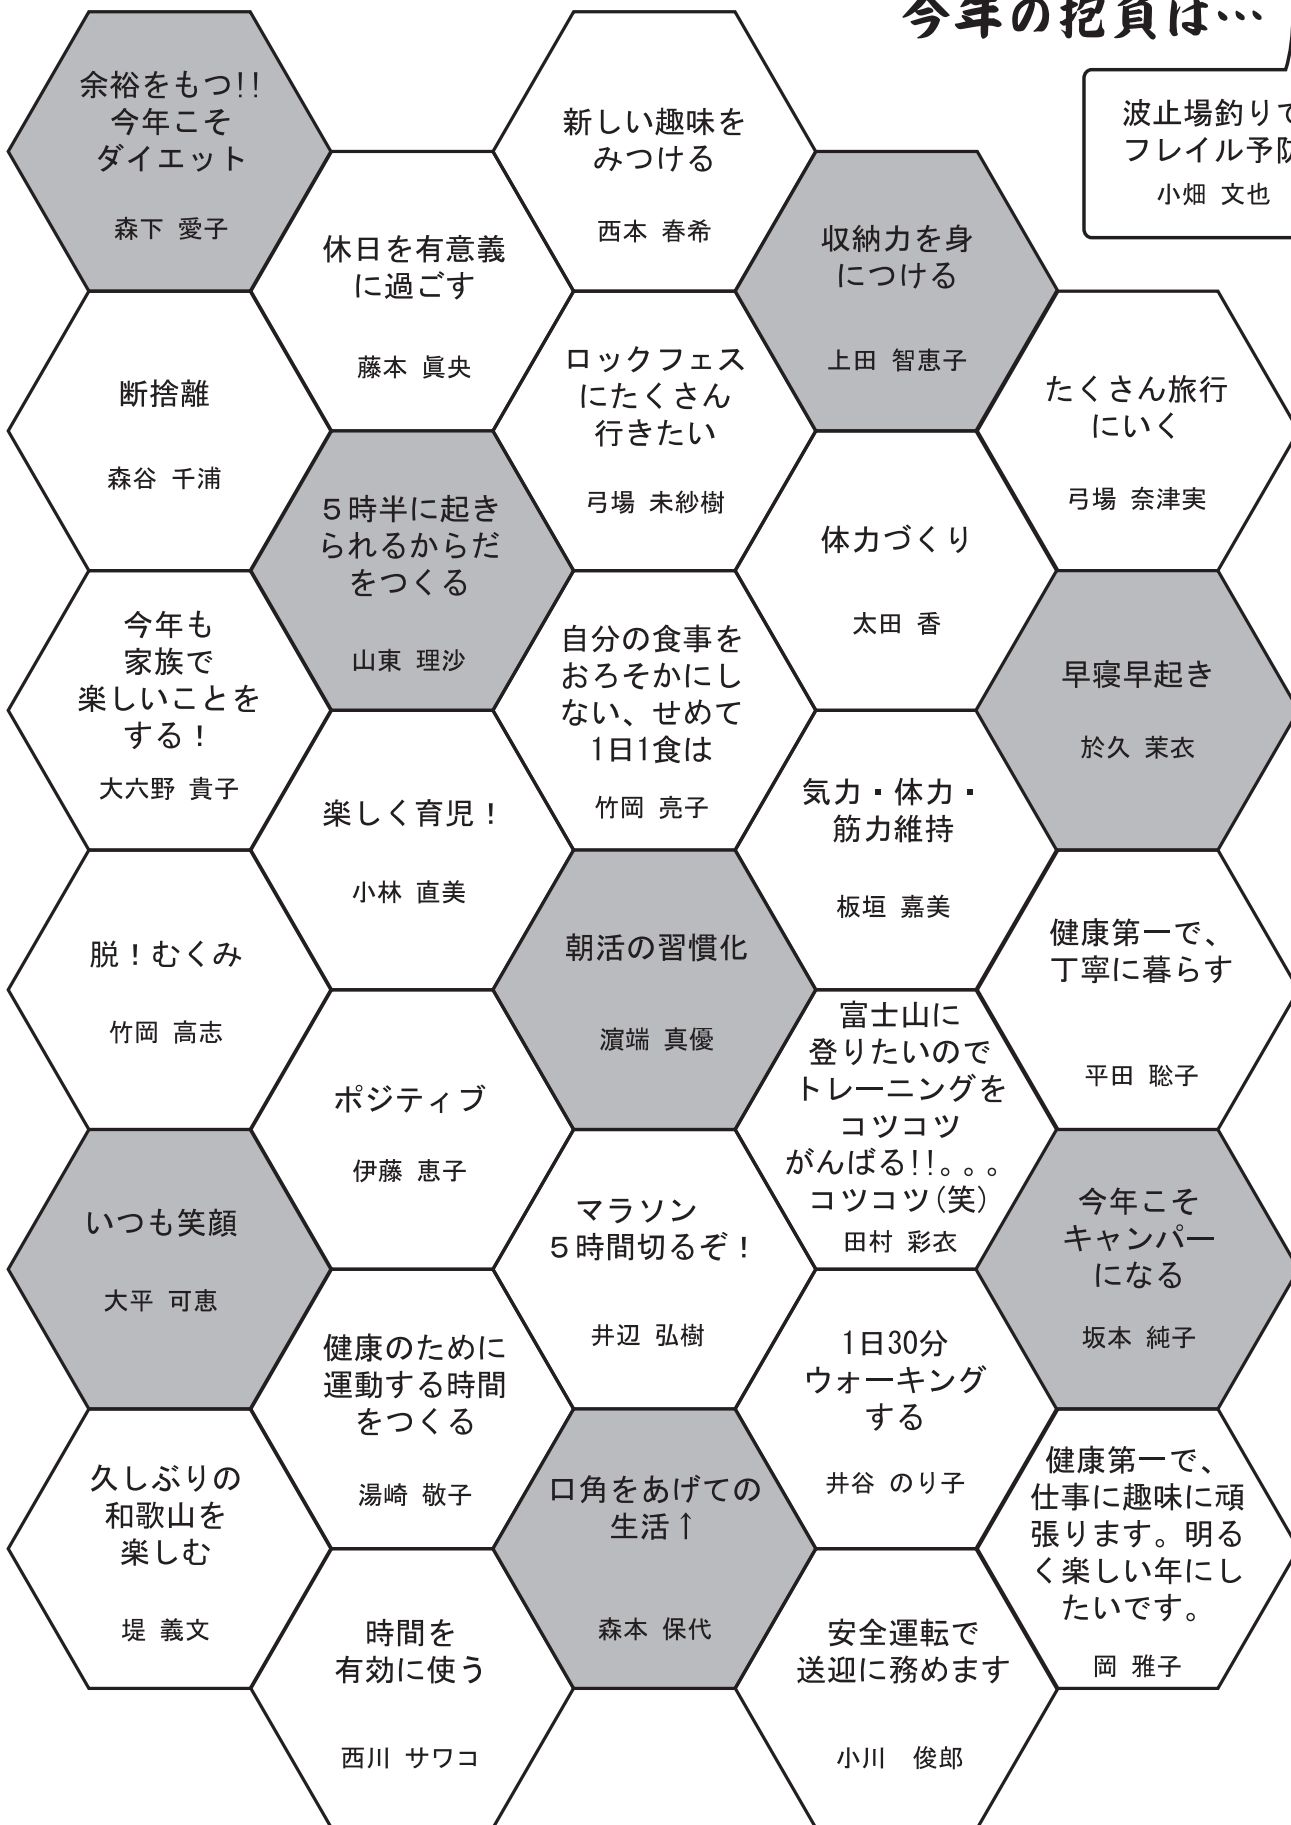 今年の抱負は…
波止場釣りで
フレイル予防
小畑 文也
余裕をもつ!!
今年こそ
ダイエット
森下 愛子
断捨離
森谷 千浦
今年も
家族で
楽しいことを
する！
大六野 貴子
脱！むくみ
竹岡 高志
いつも笑顔
大平 可恵
久しぶりの
和歌山を
楽しむ
堤 義文
休日を有意義
に過ごす
藤本 眞央
５時半に起き
られるからだ
をつくる
山東 理沙
楽しく育児！
小林 直美
ポジティブ
伊藤 恵子
健康のために
運動する時間
をつくる
湯崎 敬子
時間を
有効に使う
西川 サワコ
新しい趣味を
みつける
西本 春希
ロックフェス
にたくさん
行きたい
弓場 未紗樹
自分の食事を
おろそかにし
ない、せめて
1日1食は
竹岡 亮子
朝活の習慣化
濵端 真優
マラソン
５時間切るぞ！
井辺 弘樹
口角をあげての
生活↑
森本 保代
収納力を身
につける
上田 智恵子
体力づくり
太田 香
気力・体力・
筋力維持
板垣 嘉美
富士山に
登りたいので
トレーニングを
コツコツ
がんばる!!。。。
コツコツ(笑)
田村 彩衣
1日30分
ウォーキング
する
井谷 のり子
安全運転で
送迎に務めます
小川　俊郎
たくさん旅行
にいく
弓場 奈津実
早寝早起き
於久 茉衣
健康第一で、
丁寧に暮らす
平田 聡子
今年こそ
キャンパー
になる
坂本 純子
健康第一で、
仕事に趣味に頑
張ります。明る
く楽しい年にし
たいです。
岡 雅子